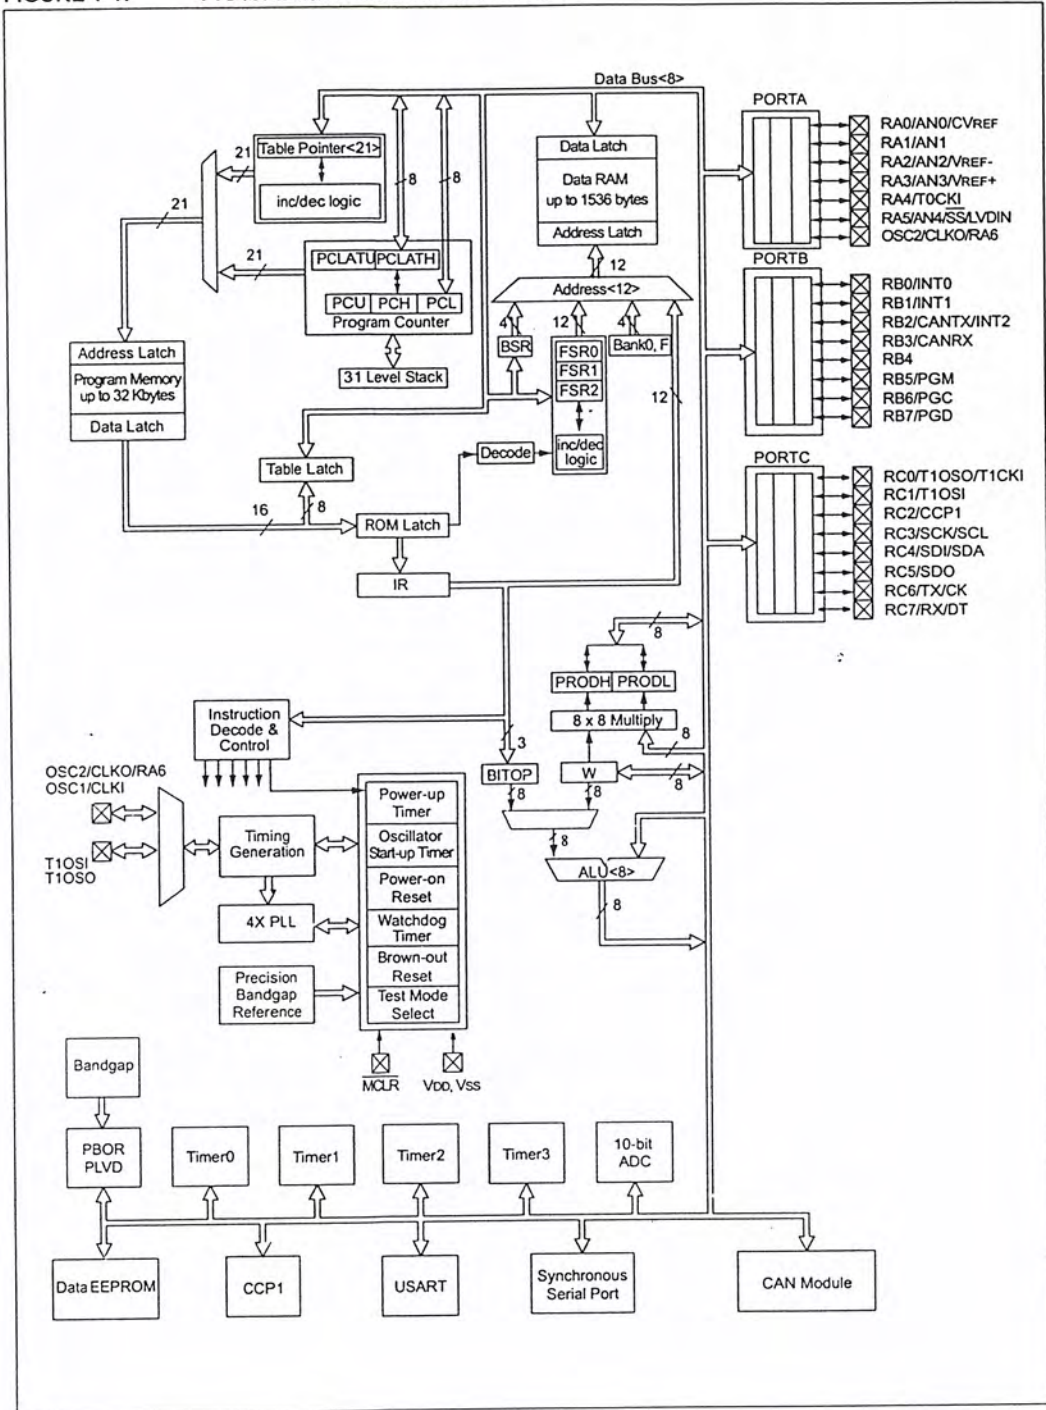 Data Bus<8>
PORTA
RA0/AN0/CVREF
RA1/AN1
RA2/AN2/VREF-
RA3/AN3/VREF+
RA4/T0CKI
RA5/AN4/SS/LVDIN
OSC2/CLKO/RA6
Table Pointer<21>
inc/dec logic
21
21
8
8
Data Latch
Data RAM
up to 1536 bytes
Address Latch
12
21
PCLATU PCLATH
PCU PCH PCL
Program Counter
31 Level Stack
Address<12>
4
12
4
BSR
FSR0
FSR1
FSR2
inc/dec
logic
Bank0, F
12
PORTB
RB0/INT0
RB1/INT1
RB2/CANTX/INT2
RB3/CANRX
RB4
RB5/PGM
RB6/PGC
RB7/PGD
Address Latch
Program Memory
up to 32 Kbytes
Data Latch
Table Latch
Decode
16
8
ROM Latch
IR
PORTC
RC0/T1OSO/T1CKI
RC1/T1OSI
RC2/CCP1
RC3/SCK/SCL
RC4/SDI/SDA
RC5/SDO
RC6/TX/CK
RC7/RX/DT
8
PRODH PRODL
8 x 8 Multiply
8
Instruction
Decode &
Control
3
BITOP
W
8
8
8
8
ALU<8>
8
OSC2/CLKO/RA6
OSC1/CLKI
T1OSI
T1OSO
Timing
Generation
4X PLL
Precision
Bandgap
Reference
Power-up
Timer
Oscillator
Start-up Timer
Power-on
Reset
Watchdog
Timer
Brown-out
Reset
Test Mode
Select
MCLR
VDD, VSS
Bandgap
PBOR
PLVD
Timer0
Timer1
Timer2
Timer3
10-bit
ADC
Data EEPROM
CCP1
USART
Synchronous
Serial Port
CAN Module